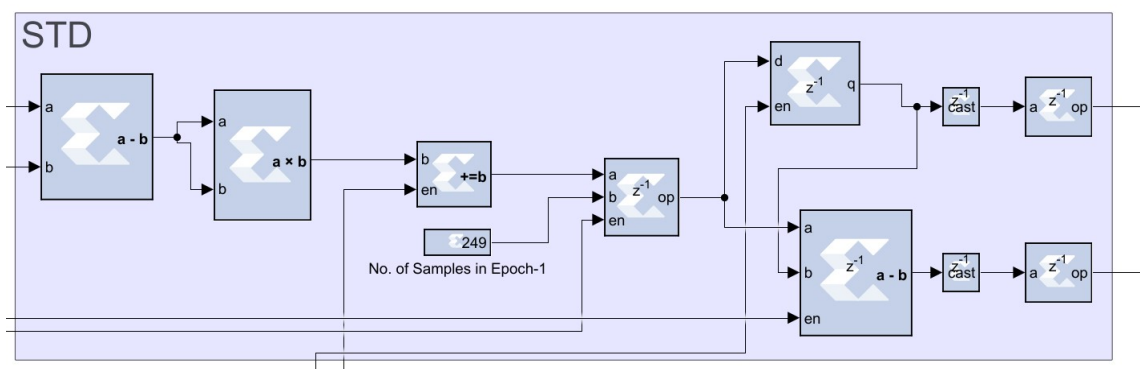 STD
a
b
a - b
a
b
a × b
b
en
+=b
249
No. of Samples in Epoch-1
a
b
en
z-1
op
d
en
z-1
q
z-1
cast
a
z-1
op
a
b
en
z-1
a - b
z-1
cast
a
z-1
op